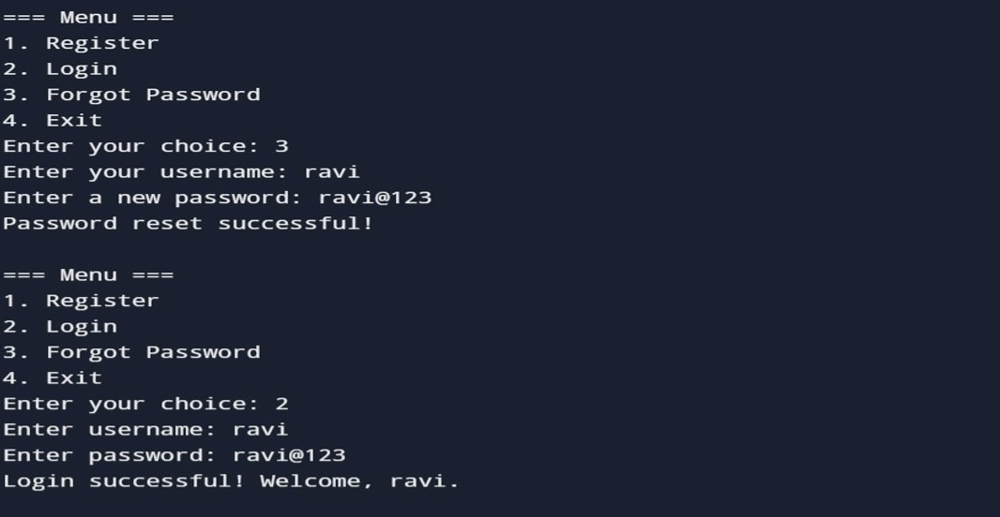 === Menu ===
1. Register
2. Login
3. Forgot Password
4. Exit
Enter your choice: 3
Enter your username: ravi
Enter a new password: ravi@123
Password reset successful!

=== Menu ===
1. Register
2. Login
3. Forgot Password
4. Exit
Enter your choice: 2
Enter username: ravi
Enter password: ravi@123
Login successful! Welcome, ravi.